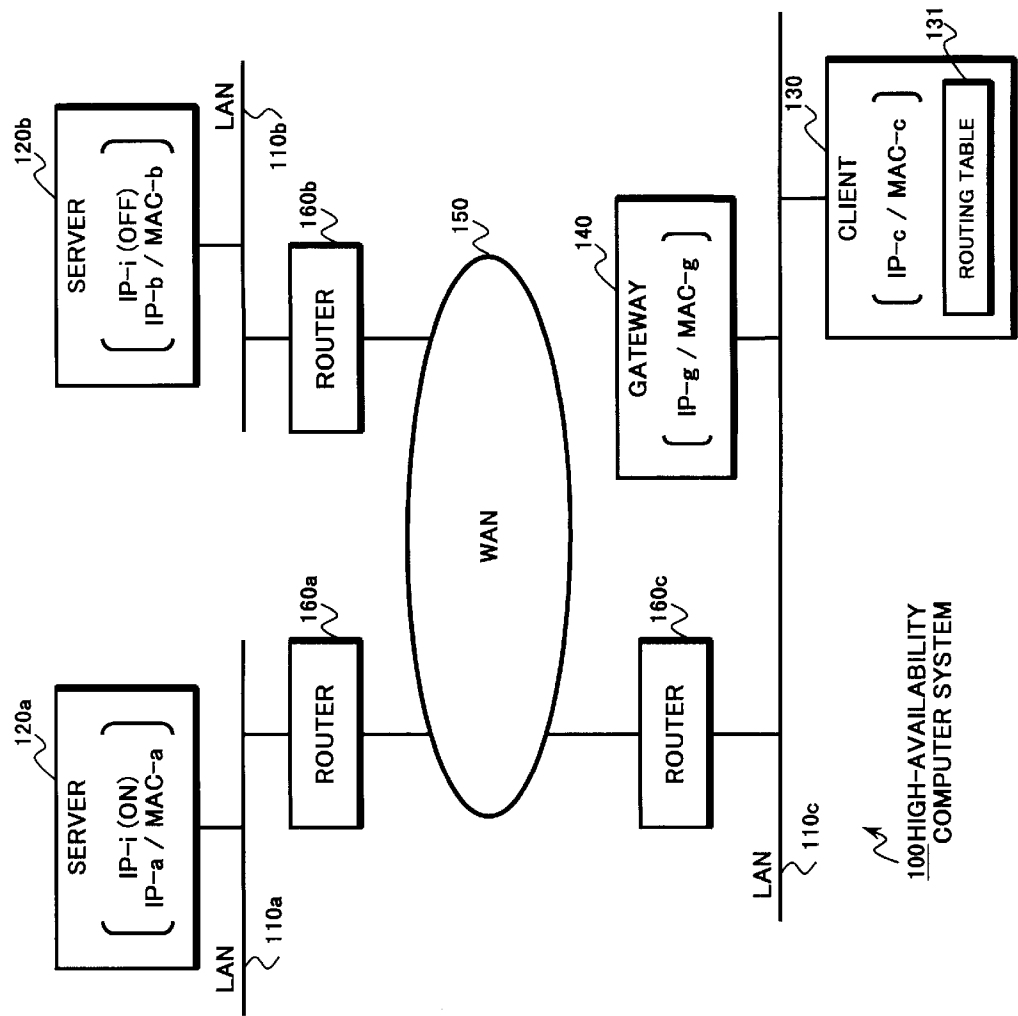 120a
SERVER
IP-i (ON)
IP-a / MAC-a
LAN
110a
160a
ROUTER
120b
SERVER
IP-i (OFF)
IP-b / MAC-b
LAN
110b
160b
ROUTER
150
WAN
160c
ROUTER
140
GATEWAY
IP-g / MAC-g
LAN
110c
130
CLIENT
IP-c / MAC-c
131
ROUTING TABLE
100 HIGH-AVAILABILITY
COMPUTER SYSTEM